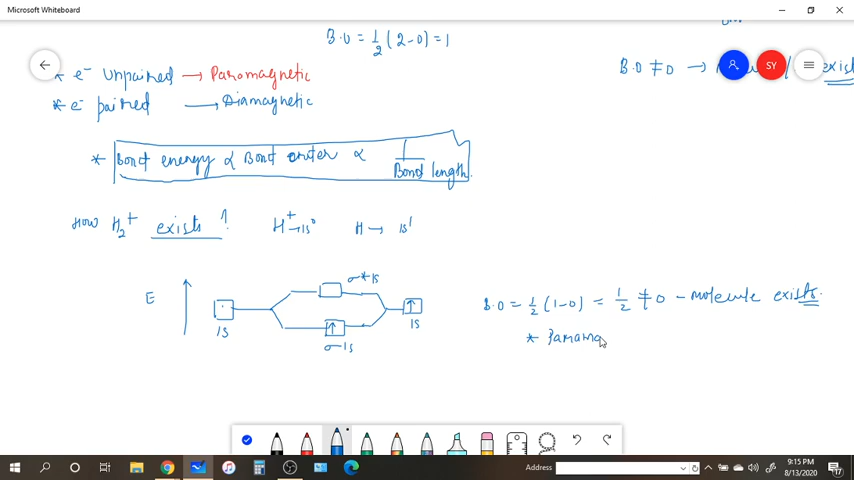 Microsoft Whiteboard
B.O = 1/2 (2-0) = 1
* e⁻ unpaired → Paramagnetic
B.O ≠ 0 → exist
* e⁻ paired → Diamagnetic
* Bond energy α Bond order α 1/Bond length
How H₂⁺ exists? H⁺ → 1s⁰ H → 1s¹
σ*1s
E
1s
1s
σ1s
B.O = 1/2 (1-0) = 1/2 ≠ 0 - molecule exists.
* Parama
SY
Address
9:15 PM
8/13/2020